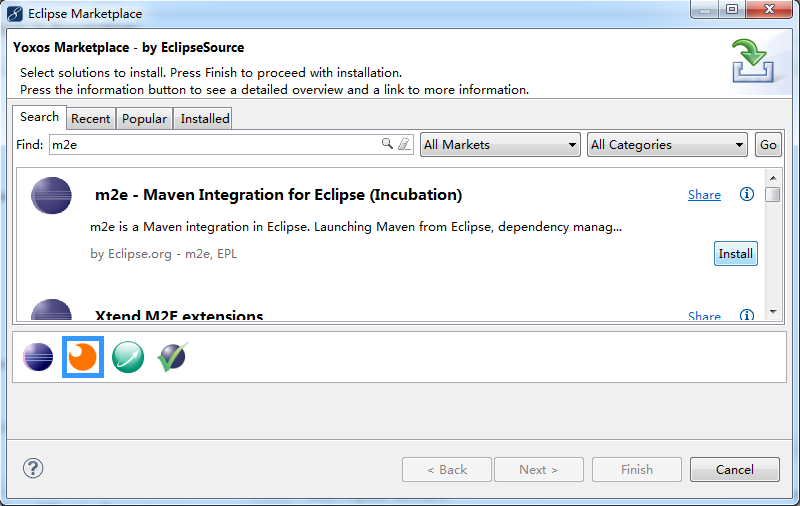 Eclipse Marketplace
Yoxos Marketplace - by EclipseSource
Select solutions to install. Press Finish to proceed with installation.
Press the information button to see a detailed overview and a link to more information.
Search Recent Popular Installed
Find: m2e All Markets All Categories Go
m2e - Maven Integration for Eclipse (Incubation) Share
m2e is a Maven integration in Eclipse. Launching Maven from Eclipse, dependency manag...
by Eclipse.org - m2e, EPL
Install
Xtend M2E extensions Share
? < Back Next > Finish Cancel